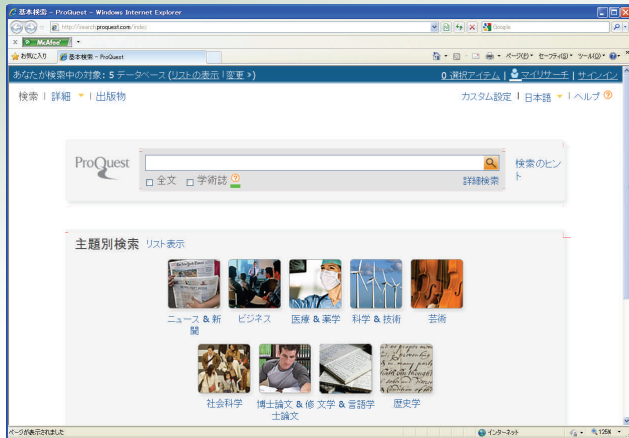 基本検索 - ProQuest - Windows Internet Explorer
http://search.proquest.com/index
Google
McAfee
お気に入り 基本検索 - ProQuest
ページ(P) セーフティ(S) ツール(O)
あなたが検索中の対象: 5 データベース (リストの表示 | 変更 »)
0 選択アイテム | マイリサーチ | サインイン
検索 | 詳細 | 出版物
カスタム設定 | 日本語 | ヘルプ
ProQuest
検索のヒント
全文 学術誌
詳細検索
主題別検索 リスト表示
ニュース & 新聞
ビジネス
医療 & 薬学
科学 & 技術
芸術
社会科学
博士論文 & 修士論文
文学 & 言語学
歴史学
ページが表示されました
インターネット
125%